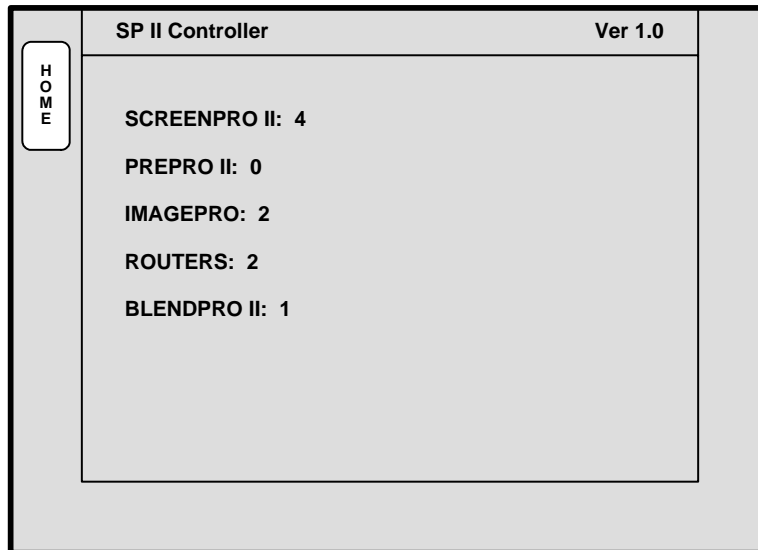 SP II Controller Ver 1.0
HOME
SCREENPRO II: 4
PREPRO II: 0
IMAGEPRO: 2
ROUTERS: 2
BLENDPRO II: 1